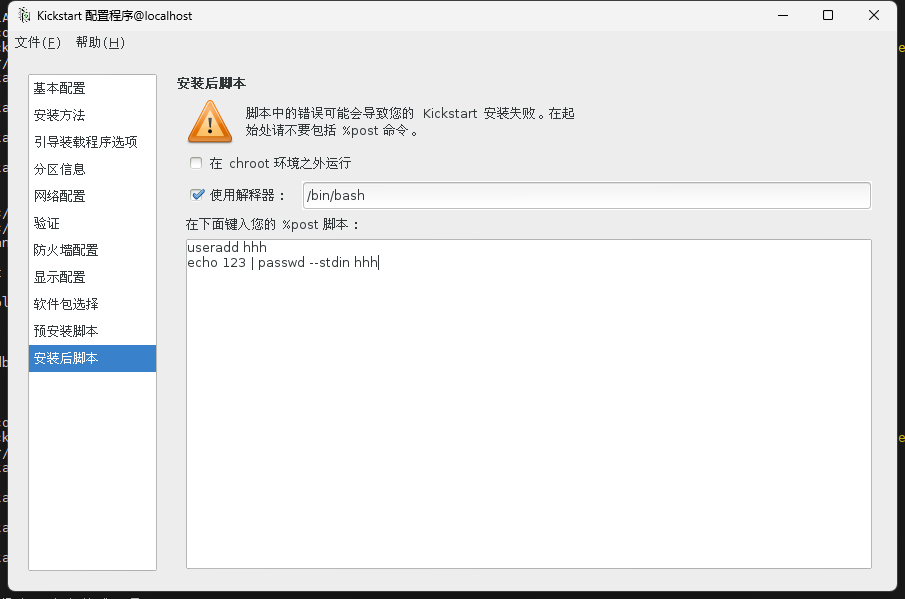 Kickstart 配置程序@localhost
文件(F) 帮助(H)
基本配置
安装方法
引导装载程序选项
分区信息
网络配置
验证
防火墙配置
显示配置
软件包选择
预安装脚本
安装后脚本
安装后脚本
脚本中的错误可能会导致您的 Kickstart 安装失败。在起
始处请不要包括 %post 命令。
在 chroot 环境之外运行
使用解释器： /bin/bash
在下面键入您的 %post 脚本：
useradd hhh
echo 123 | passwd --stdin hhh